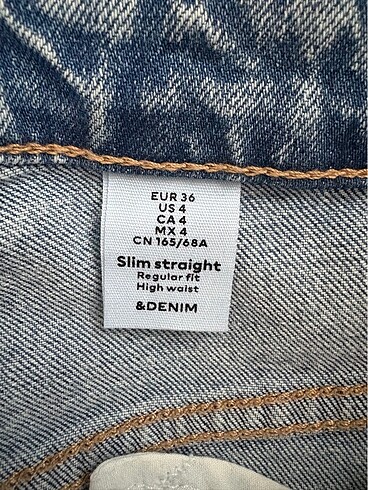 EUR 36
US 4
CA 4
MX 4
CN 165/68A
Slim straight
Regular fit
High waist
&DENIM